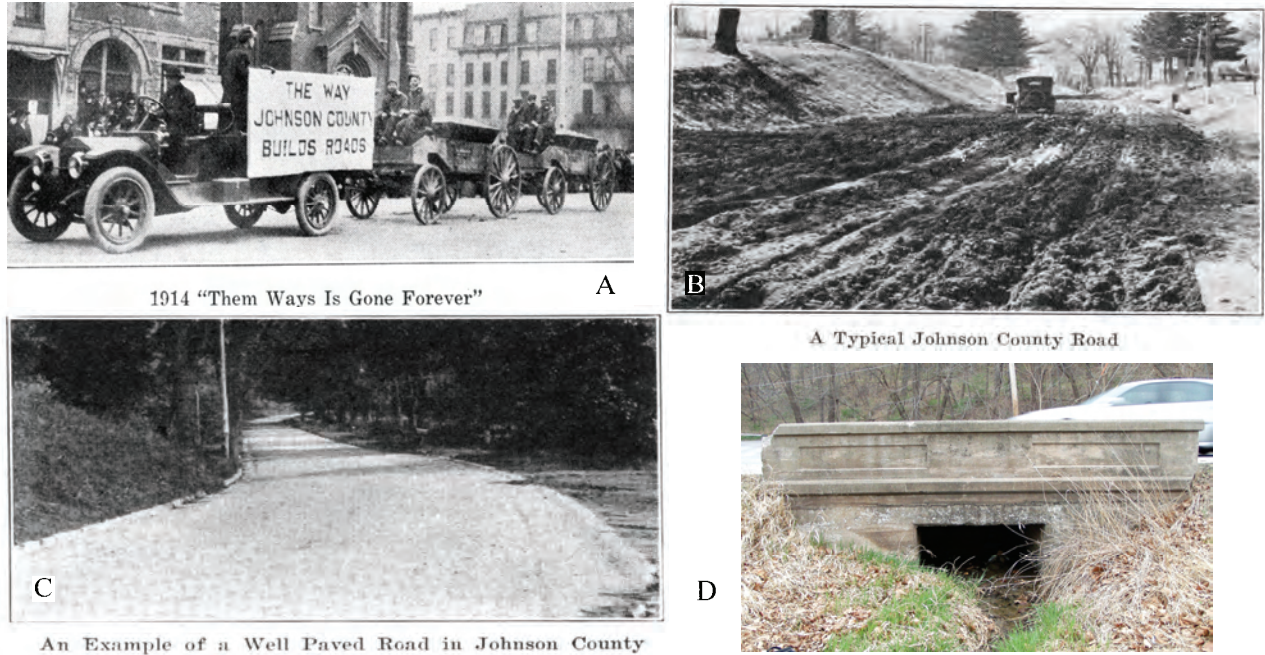 THE WAY
JOHNSON COUNTY
BUILDS ROADS
A
1914 “Them Ways Is Gone Forever”
B
A Typical Johnson County Road
C
An Example of a Well Paved Road in Johnson County
D